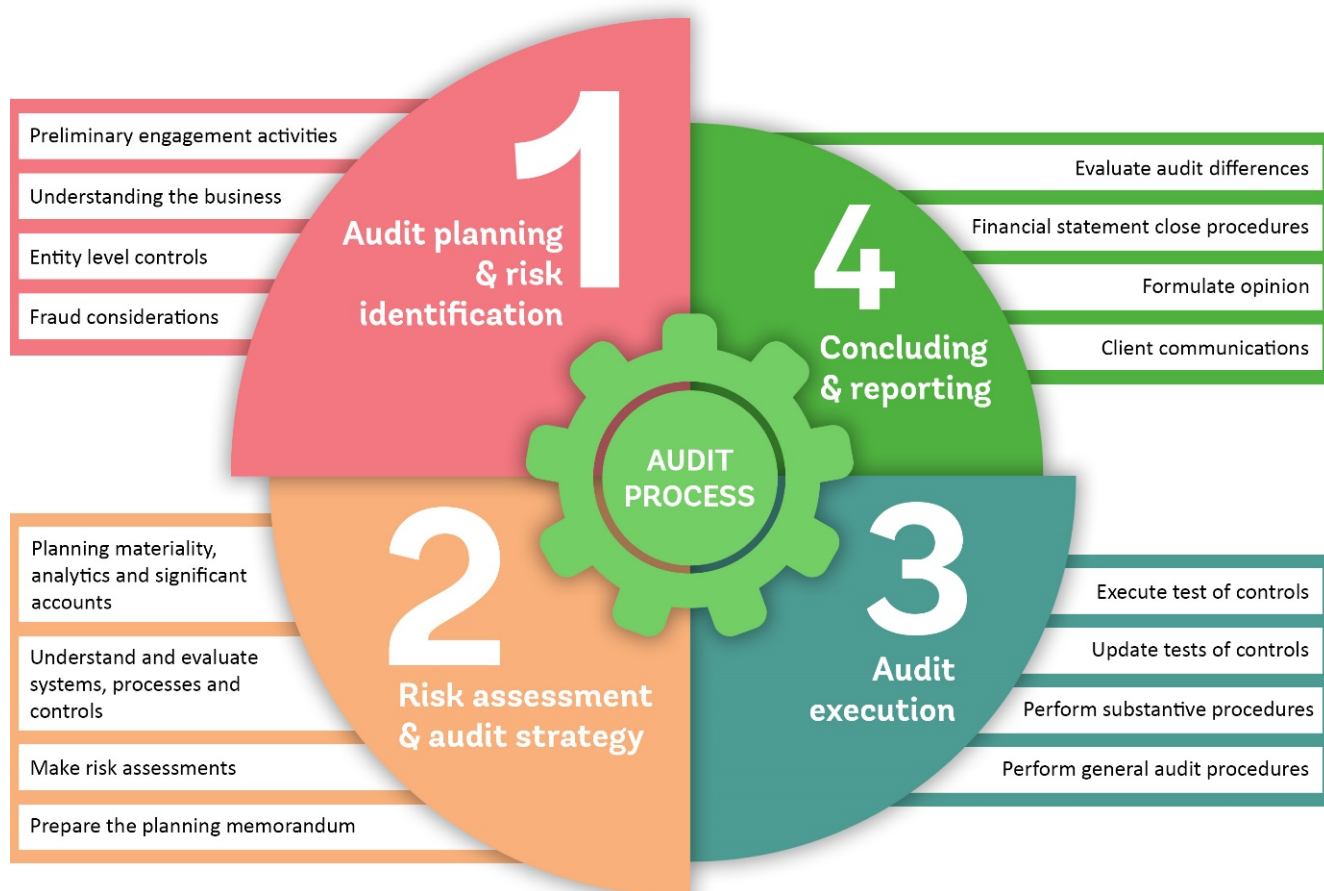 1
Audit planning
& risk
identification
Preliminary engagement activities
Understanding the business
Entity level controls
Fraud considerations
2
Risk assessment
& audit strategy
Planning materiality,
analytics and significant
accounts
Understand and evaluate
systems, processes and
controls
Make risk assessments
Prepare the planning memorandum
3
Audit
execution
Execute test of controls
Update tests of controls
Perform substantive procedures
Perform general audit procedures
4
Concluding
& reporting
Evaluate audit differences
Financial statement close procedures
Formulate opinion
Client communications
AUDIT
PROCESS